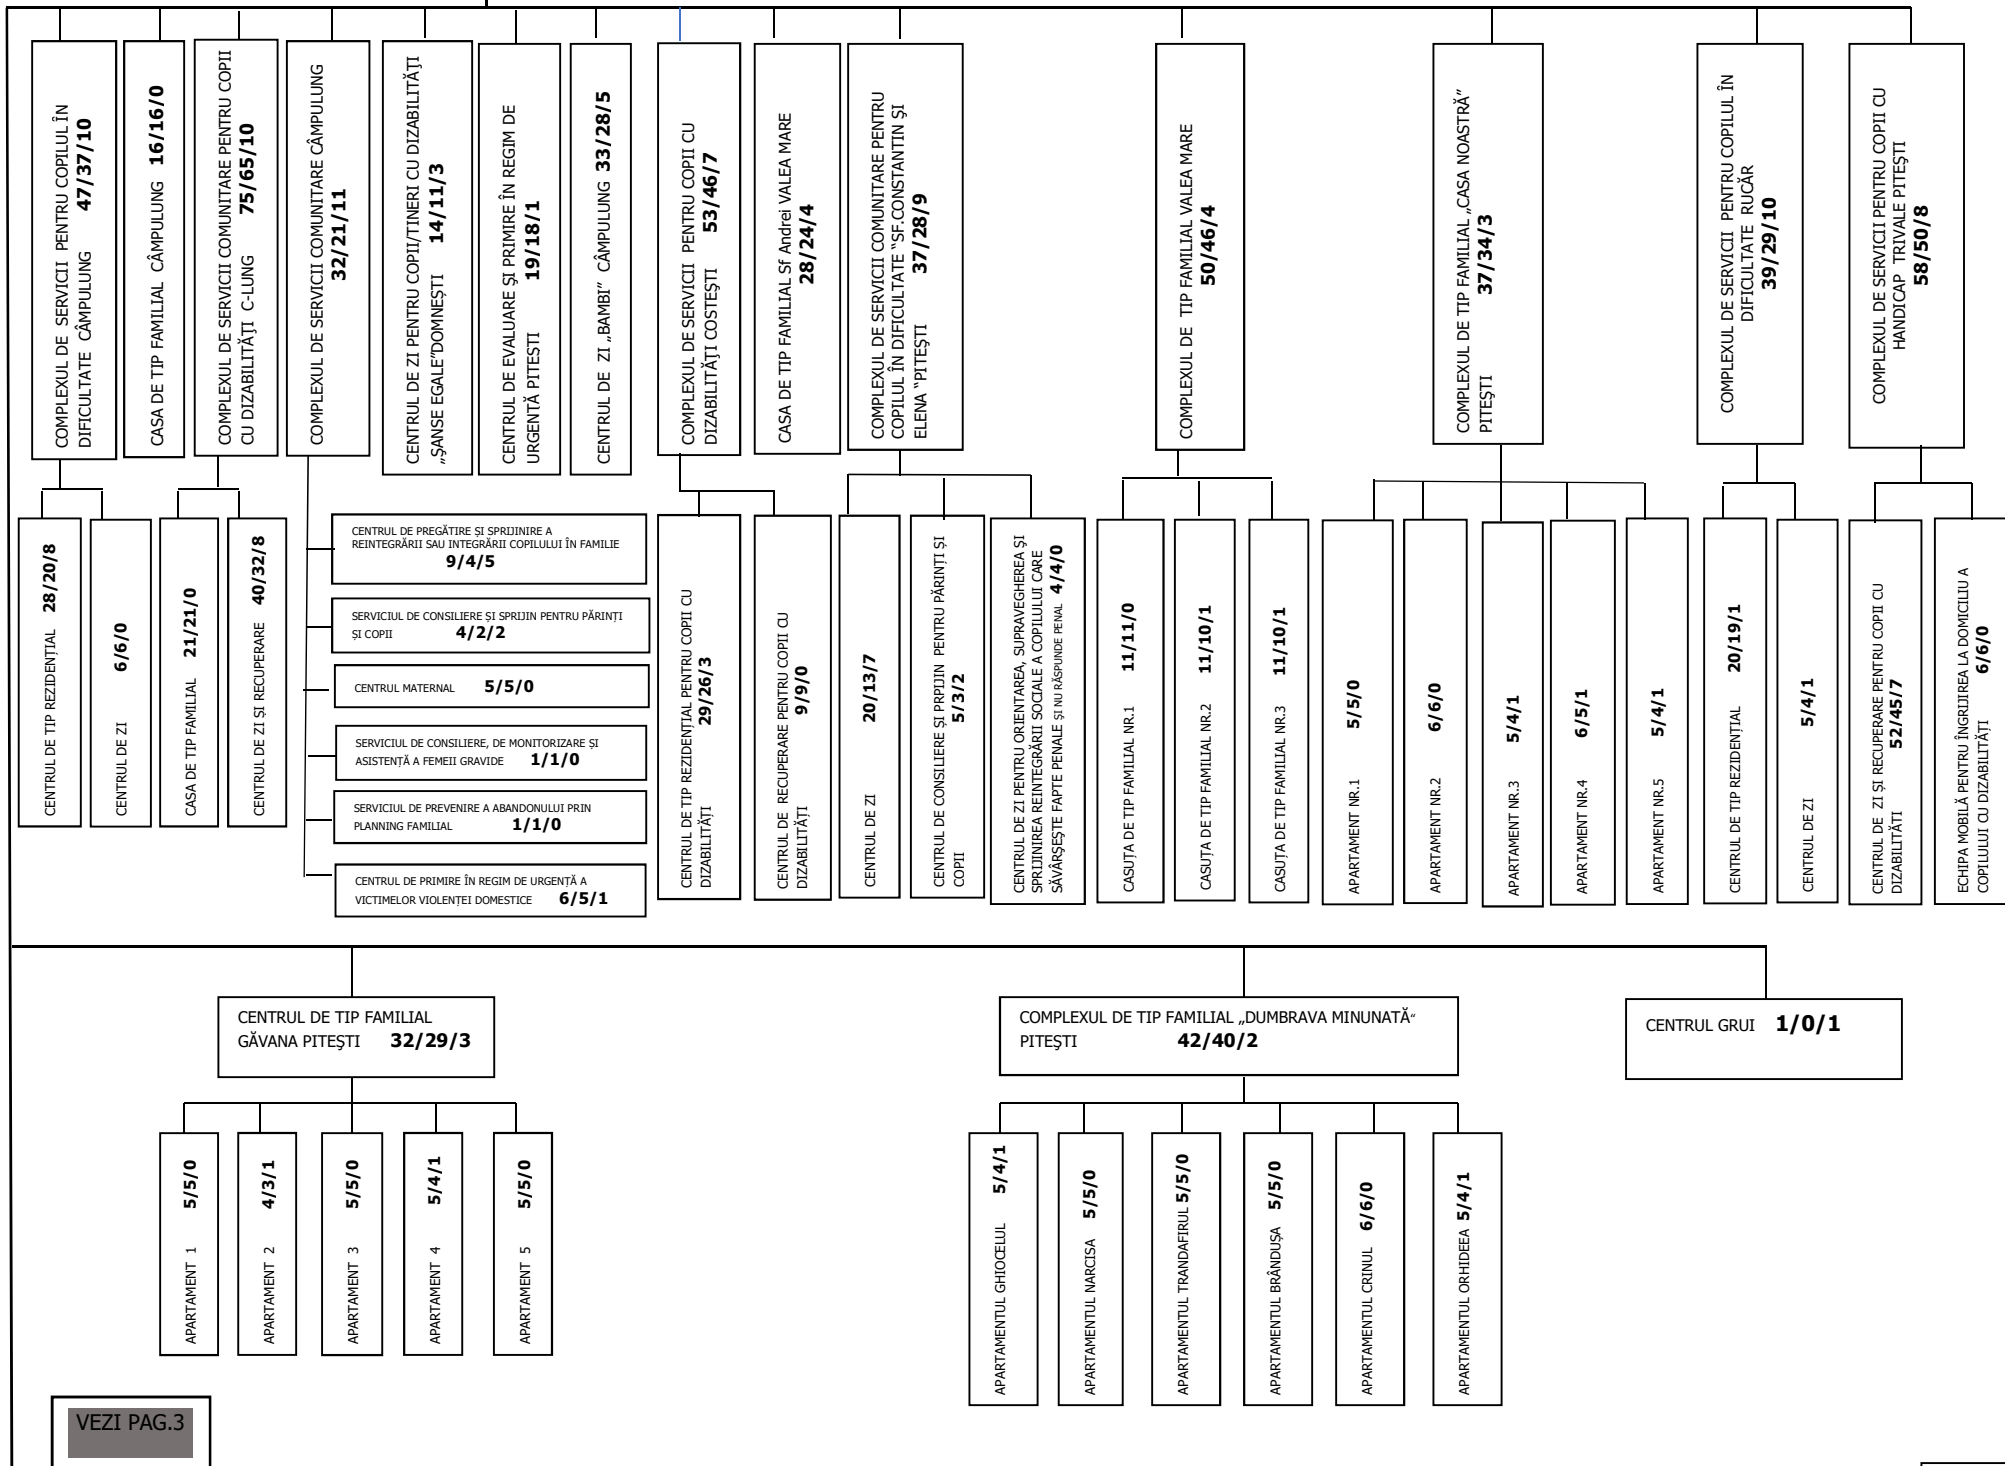 COMPLEXUL DE SERVICII PENTRU COPILUL ÎN
DIFICULTATE CÂMPULUNG 47/37/10
CASA DE TIP FAMILIAL CÂMPULUNG 16/16/0
COMPLEXUL DE SERVICII COMUNITARE PENTRU COPII
CU DIZABILITĂŢI C-LUNG 75/65/10
COMPLEXUL DE SERVICII COMUNITARE CÂMPULUNG
32/21/11
CENTRUL DE ZI PENTRU COPII/TINERI CU DIZABILITĂŢI
„ŞANSE EGALE”DOMNEŞTI 14/11/3
CENTRUL DE EVALUARE ŞI PRIMIRE ÎN REGIM DE
URGENTĂ PITESTI 19/18/1
CENTRUL DE ZI „BAMBI” CÂMPULUNG 33/28/5
COMPLEXUL DE SERVICII PENTRU COPII CU
DIZABILITĂŢI COSTEŞTI 53/46/7
CASA DE TIP FAMILIAL Sf Andrei VALEA MARE
28/24/4
COMPLEXUL DE SERVICII COMUNITARE PENTRU
COPILUL ÎN DIFICULTATE “SF.CONSTANTIN ŞI
ELENA “PITEŞTI 37/28/9
COMPLEXUL DE TIP FAMILIAL VALEA MARE
50/46/4
COMPLEXUL DE TIP FAMILIAL „CASA NOASTRĂ”
PITEŞTI 37/34/3
COMPLEXUL DE SERVICII PENTRU COPILUL ÎN
DIFICULTATE RUCĂR
39/29/10
COMPLEXUL DE SERVICII PENTRU COPII CU
HANDICAP TRIVALE PITEŞTI
58/50/8
CENTRUL DE TIP REZIDENŢIAL 28/20/8
CENTRUL DE ZI 6/6/0
CASA DE TIP FAMILIAL 21/21/0
CENTRUL DE ZI ŞI RECUPERARE 40/32/8
CENTRUL DE PREGĂTIRE ŞI SPRIJINIRE A
REINTEGRĂRII SAU INTEGRĂRII COPILULUI ÎN FAMILIE
9/4/5
SERVICIUL DE CONSILIERE ŞI SPRIJIN PENTRU PĂRINŢI
ŞI COPII 4/2/2
CENTRUL MATERNAL 5/5/0
SERVICIUL DE CONSILIERE, DE MONITORIZARE ŞI
ASISTENŢĂ A FEMEII GRAVIDE 1/1/0
SERVICIUL DE PREVENIRE A ABANDONULUI PRIN
PLANNING FAMILIAL 1/1/0
CENTRUL DE PRIMIRE ÎN REGIM DE URGENŢĂ A
VICTIMELOR VIOLENŢEI DOMESTICE 6/5/1
CENTRUL DE TIP REZIDENŢIAL PENTRU COPII CU
DIZABILITĂŢI 29/26/3
CENTRUL DE RECUPERARE PENTRU COPII CU
DIZABILITĂŢI 9/9/0
CENTRUL DE ZI 20/13/7
CENTRUL DE CONSILIERE ŞI PRPIJIN PENTRU PĂRINŢI ŞI
COPII 5/3/2
CENTRUL DE ZI PENTRU ORIENTAREA, SUPRAVEGHEREA ŞI
SPRIJINIREA REINTEGRĂRII SOCIALE A COPILULUI CARE
SĂVÂRŞEŞTE FAPTE PENALE ŞI NU RĂSPUNDE PENAL 4/4/0
CASUŢA DE TIP FAMILIAL NR.1 11/11/0
CASUŢA DE TIP FAMILIAL NR.2 11/10/1
CASUŢA DE TIP FAMILIAL NR.3 11/10/1
APARTAMENT NR.1 5/5/0
APARTAMENT NR.2 6/6/0
APARTAMENT NR.3 5/4/1
APARTAMENT NR.4 6/5/1
APARTAMENT NR.5 5/4/1
CENTRUL DE TIP REZIDENŢIAL 20/19/1
CENTRUL DE ZI 5/4/1
CENTRUL DE ZI ŞI RECUPERARE PENTRU COPII CU
DIZABILITĂTI 52/45/7
ECHIPA MOBILĂ PENTRU ÎNGRIJIREA LA DOMICILIU A
COPILULUI CU DIZABILITĂŢI 6/6/0
CENTRUL DE TIP FAMILIAL
GĂVANA PITEŞTI 32/29/3
COMPLEXUL DE TIP FAMILIAL „DUMBRAVA MINUNATĂ“
PITEŞTI 42/40/2
CENTRUL GRUI 1/0/1
APARTAMENT 1 5/5/0
APARTAMENT 2 4/3/1
APARTAMENT 3 5/5/0
APARTAMENT 4 5/4/1
APARTAMENT 5 5/5/0
APARTAMENTUL GHIOCELUL 5/4/1
APARTAMENTUL NARCISA 5/5/0
APARTAMENTUL TRANDAFIRUL 5/5/0
APARTAMENTUL BRÂNDUŞA 5/5/0
APARTAMENTUL CRINUL 6/6/0
APARTAMENTUL ORHIDEEA 5/4/1
VEZI PAG.3